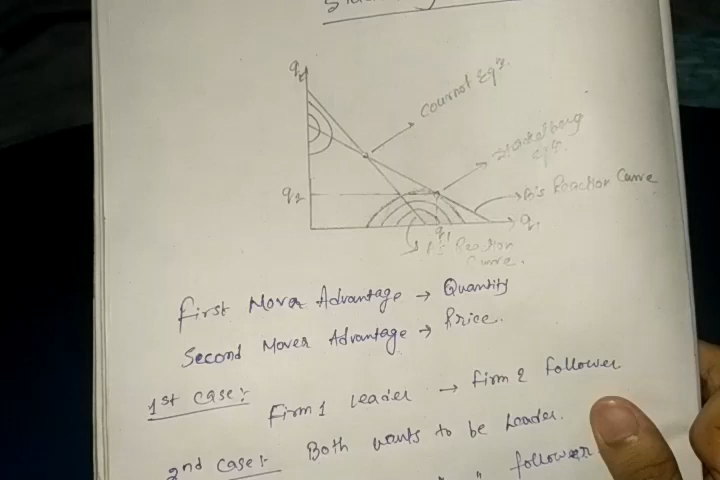 q2
Cournot Eqm.
Stackelberg
Eqm.
q2
B's Reaction Curve
q1
q1
Reaction
Curve.
First Mover Advantage → Quantity
Second Mover Advantage → Price.
1st case:-
Firm 1 leader → Firm 2 follower
2nd case:- Both wants to be Leader.
" " follower